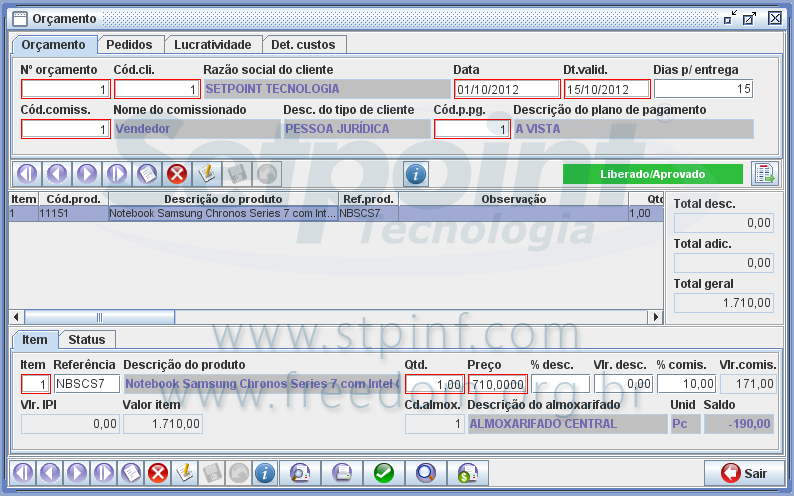 Orçamento
Orçamento Pedidos Lucratividade Det. custos
Nº orçamento Cód.cli. Razão social do cliente Data Dt.valid. Dias p/ entrega
1 1 SETPOINT TECNOLOGIA 01/10/2012 15/10/2012 15
Cód.comiss. Nome do comissionado Desc. do tipo de cliente Cód.p.pg. Descrição do plano de pagamento
1 Vendedor PESSOA JURÍDICA 1 A VISTA
Setpoint
Tecnologia
Liberado/Aprovado
Item Cód.prod. Descrição do produto Ref.prod. Observação Qtd
1 11151 Notebook Samsung Chronos Series 7 com Int... NBSCS7 1,00
Total desc.
0,00
Total adic.
0,00
Total geral
1.710,00
www.stpinf.com
Item Status
Item Referência Descrição do produto Qtd. Preço % desc. Vlr. desc. % comis. Vlr.comis.
1 NBSCS7 Notebook Samsung Chronos Series 7 com Intel 1,00 710,0000 0,00 10,00 171,00
www.freedom.org.br
Vlr. IPI Valor item Cd.almox. Descrição do almoxarifado Unid Saldo
0,00 1.710,00 1 ALMOXARIFADO CENTRAL Pc -190,00
Sair